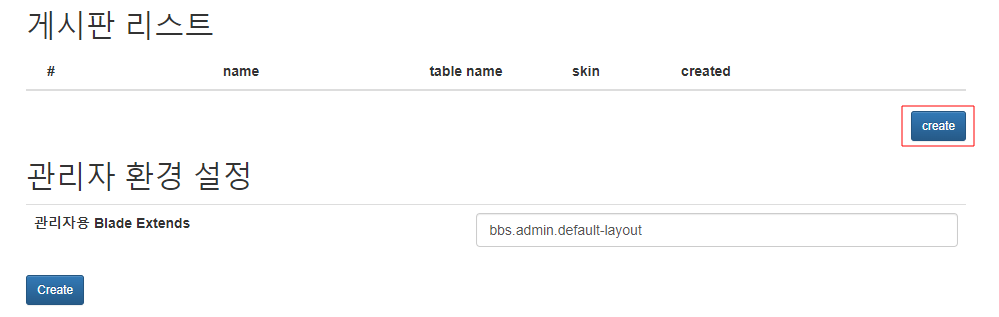 게시판 리스트
# name table name skin created
create
관리자 환경 설정
관리자용 Blade Extends bbs.admin.default-layout
Create